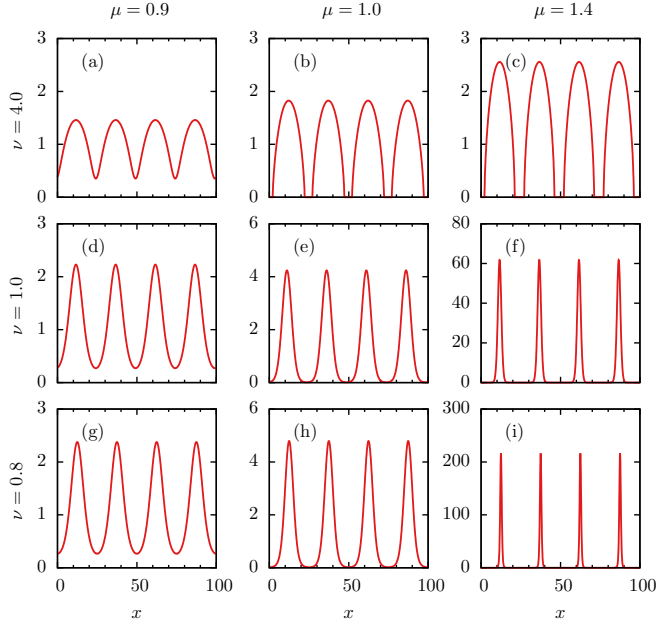 μ = 0.9 μ = 1.0 μ = 1.4
ν = 4.0
3 2 1 0 (a)
3 2 1 0 (b)
3 2 1 0 (c)
ν = 1.0
3 2 1 0 (d)
6 4 2 0 (e)
80 60 40 20 0 (f)
ν = 0.8
3 2 1 0 (g)
6 4 2 0 (h)
300 200 100 0 (i)
0 50 100 0 50 100 0 50 100
x x x